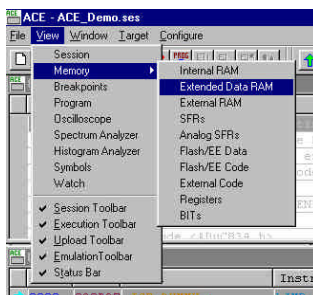 ACE - ACE_Demo.ses
File View Window Target Configure
Session
Memory
Breakpoints
Program
Oscilloscope
Spectrum Analyzer
Histogram Analyzer
Symbols
Watch
Session Toolbar
Execution Toolbar
Upload Toolbar
EmulationToolbar
Status Bar
Internal RAM
Extended Data RAM
External RAM
SFRs
Analog SFRs
Flash/EE Data
Flash/EE Code
External Code
Registers
BITs
Instr